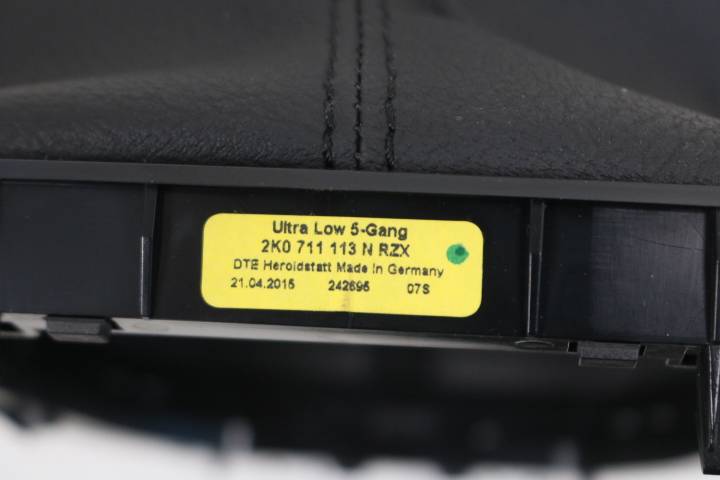 Ultra Low 5-Gang
2K0 711 113 N RZX
DTE Heroldstatt Made in Germany
21.04.2015 242695 07S